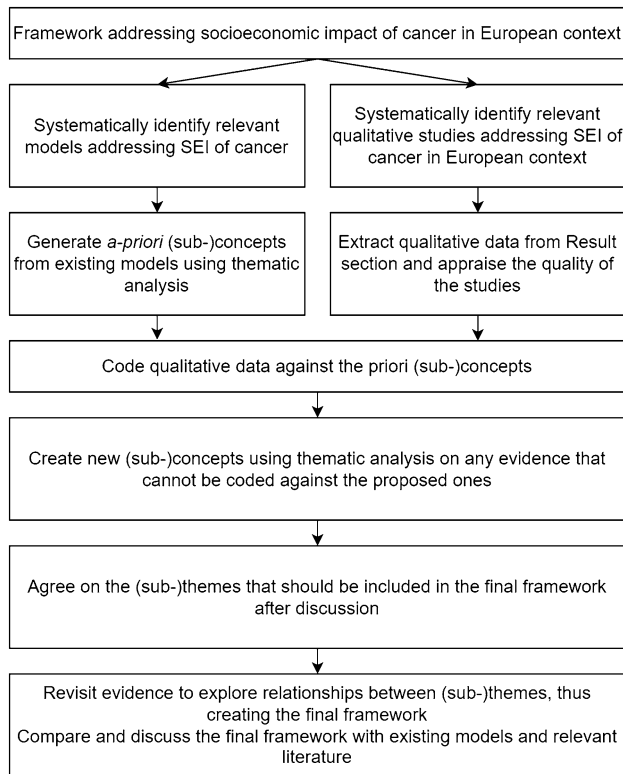 Framework addressing socioeconomic impact of cancer in European context
Systematically identify relevant
models addressing SEI of cancer
Systematically identify relevant
qualitative studies addressing SEI of
cancer in European context
Generate a-priori (sub-)concepts
from existing models using thematic
analysis
Extract qualitative data from Result
section and appraise the quality of
the studies
Code qualitative data against the priori (sub-)concepts
Create new (sub-)concepts using thematic analysis on any evidence that
cannot be coded against the proposed ones
Agree on the (sub-)themes that should be included in the final framework
after discussion
Revisit evidence to explore relationships between (sub-)themes, thus
creating the final framework
Compare and discuss the final framework with existing models and relevant
literature